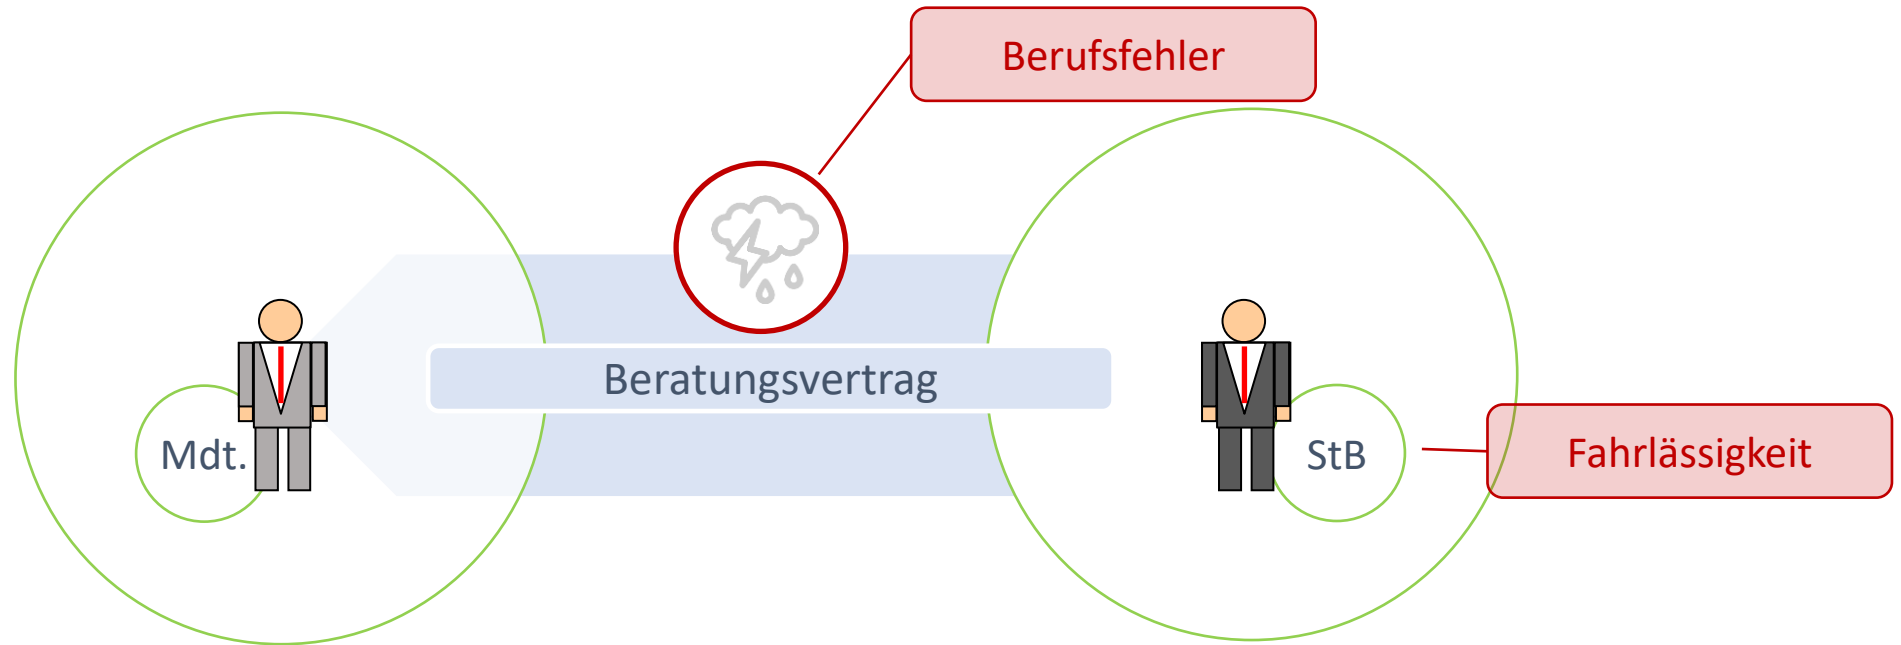 Berufsfehler
Beratungsvertrag
Mdt.
StB
Fahrlässigkeit